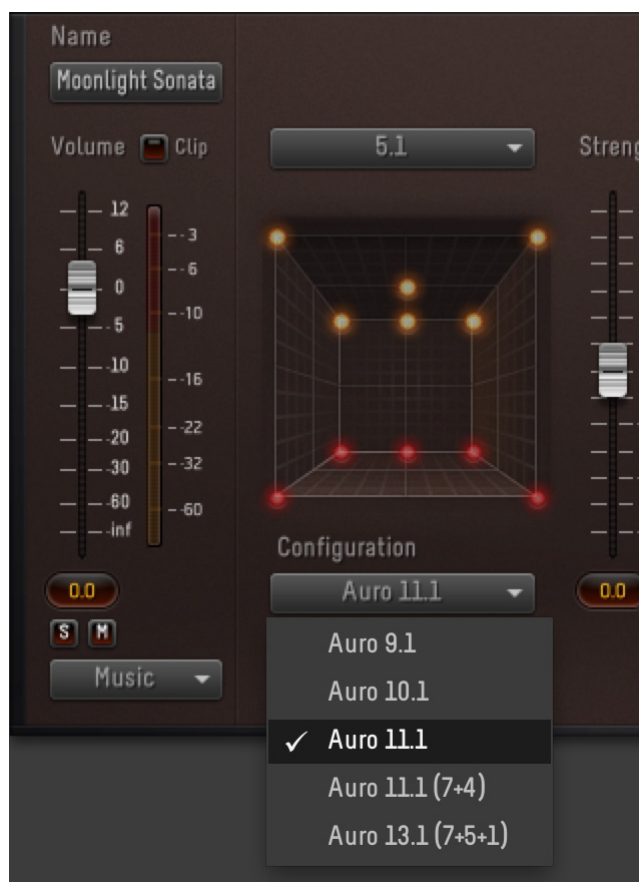 Name
Moonlight Sonata
Volume Clip
5.1
Streng
12
6
0
-5
-10
-15
-20
-30
-60
-inf
-3
-6
-10
-16
-22
-32
-60
Configuration
Auro 11.1
0.0
0.0
S M
Music
Auro 9.1
Auro 10.1
✓ Auro 11.1
Auro 11.1 (7+4)
Auro 13.1 (7+5+1)